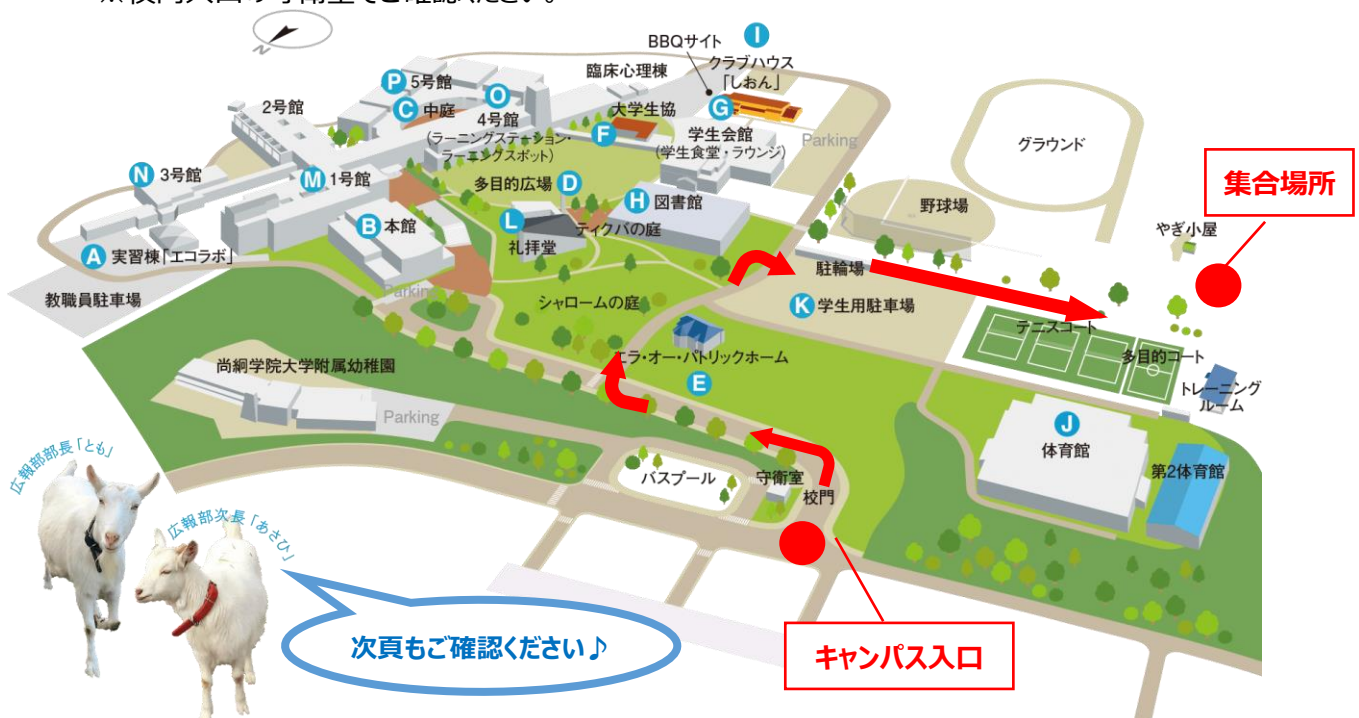 ※校門入口の守衛室でご確認ください。
N
BBQサイト
I
クラブハウス
「しおん」
臨床心理棟
P 5号館
C 中庭
O
4号館
(ラーニングステーション・
ラーニングスポット)
2号館
大学生協
F
G
学生会館
(学生食堂・ラウンジ)
Parking
グラウンド
集合場所
やぎ小屋
N 3号館
M 1号館
多目的広場 D
H 図書館
野球場
B 本館
L
礼拝堂
ティクバの庭
A 実習棟「エコラボ」
教職員駐車場
Parking
シャロームの庭
駐輪場
K 学生用駐車場
テニスコート
多目的コート
トレーニング
ルーム
エラ・オー・パトリックホーム
E
尚絅学院大学附属幼稚園
Parking
J
体育館
第2体育館
バスプール
守衛室
校門
広報部部長「とも」
広報部次長「あさひ」
次頁もご確認ください♪
キャンパス入口